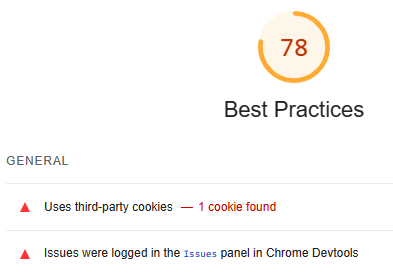 78
Best Practices
GENERAL
Uses third-party cookies — 1 cookie found
Issues were logged in the Issues panel in Chrome Devtools